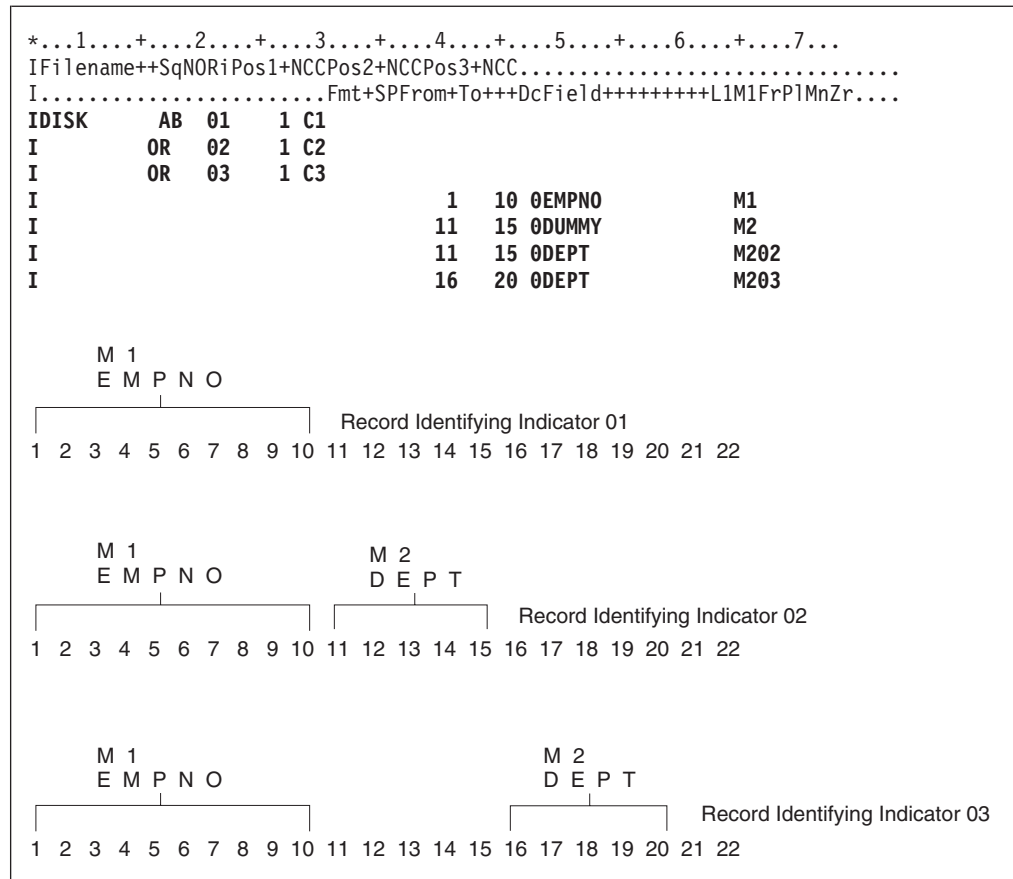 *...1....+....2....+....3....+....4....+....5....+....6....+....7...
IFilename++SqNORiPos1+NCCPos2+NCCPos3+NCC................................
I........................Fmt+SPFrom+To+++DcField+++++++++L1M1FrPlMnZr....
IDISK      AB  01    1 C1
I         OR   02    1 C2
I         OR   03    1 C3
I                                  1   10 0EMPNO         M1
I                                 11   15 0DUMMY         M2
I                                 11   15 0DEPT          M202
I                                 16   20 0DEPT          M203
M 1
E M P N O
Record Identifying Indicator 01
1 2 3 4 5 6 7 8 9 10 11 12 13 14 15 16 17 18 19 20 21 22
M 1 M 2
E M P N O D E P T
Record Identifying Indicator 02
1 2 3 4 5 6 7 8 9 10 11 12 13 14 15 16 17 18 19 20 21 22
M 1 M 2
E M P N O D E P T
Record Identifying Indicator 03
1 2 3 4 5 6 7 8 9 10 11 12 13 14 15 16 17 18 19 20 21 22